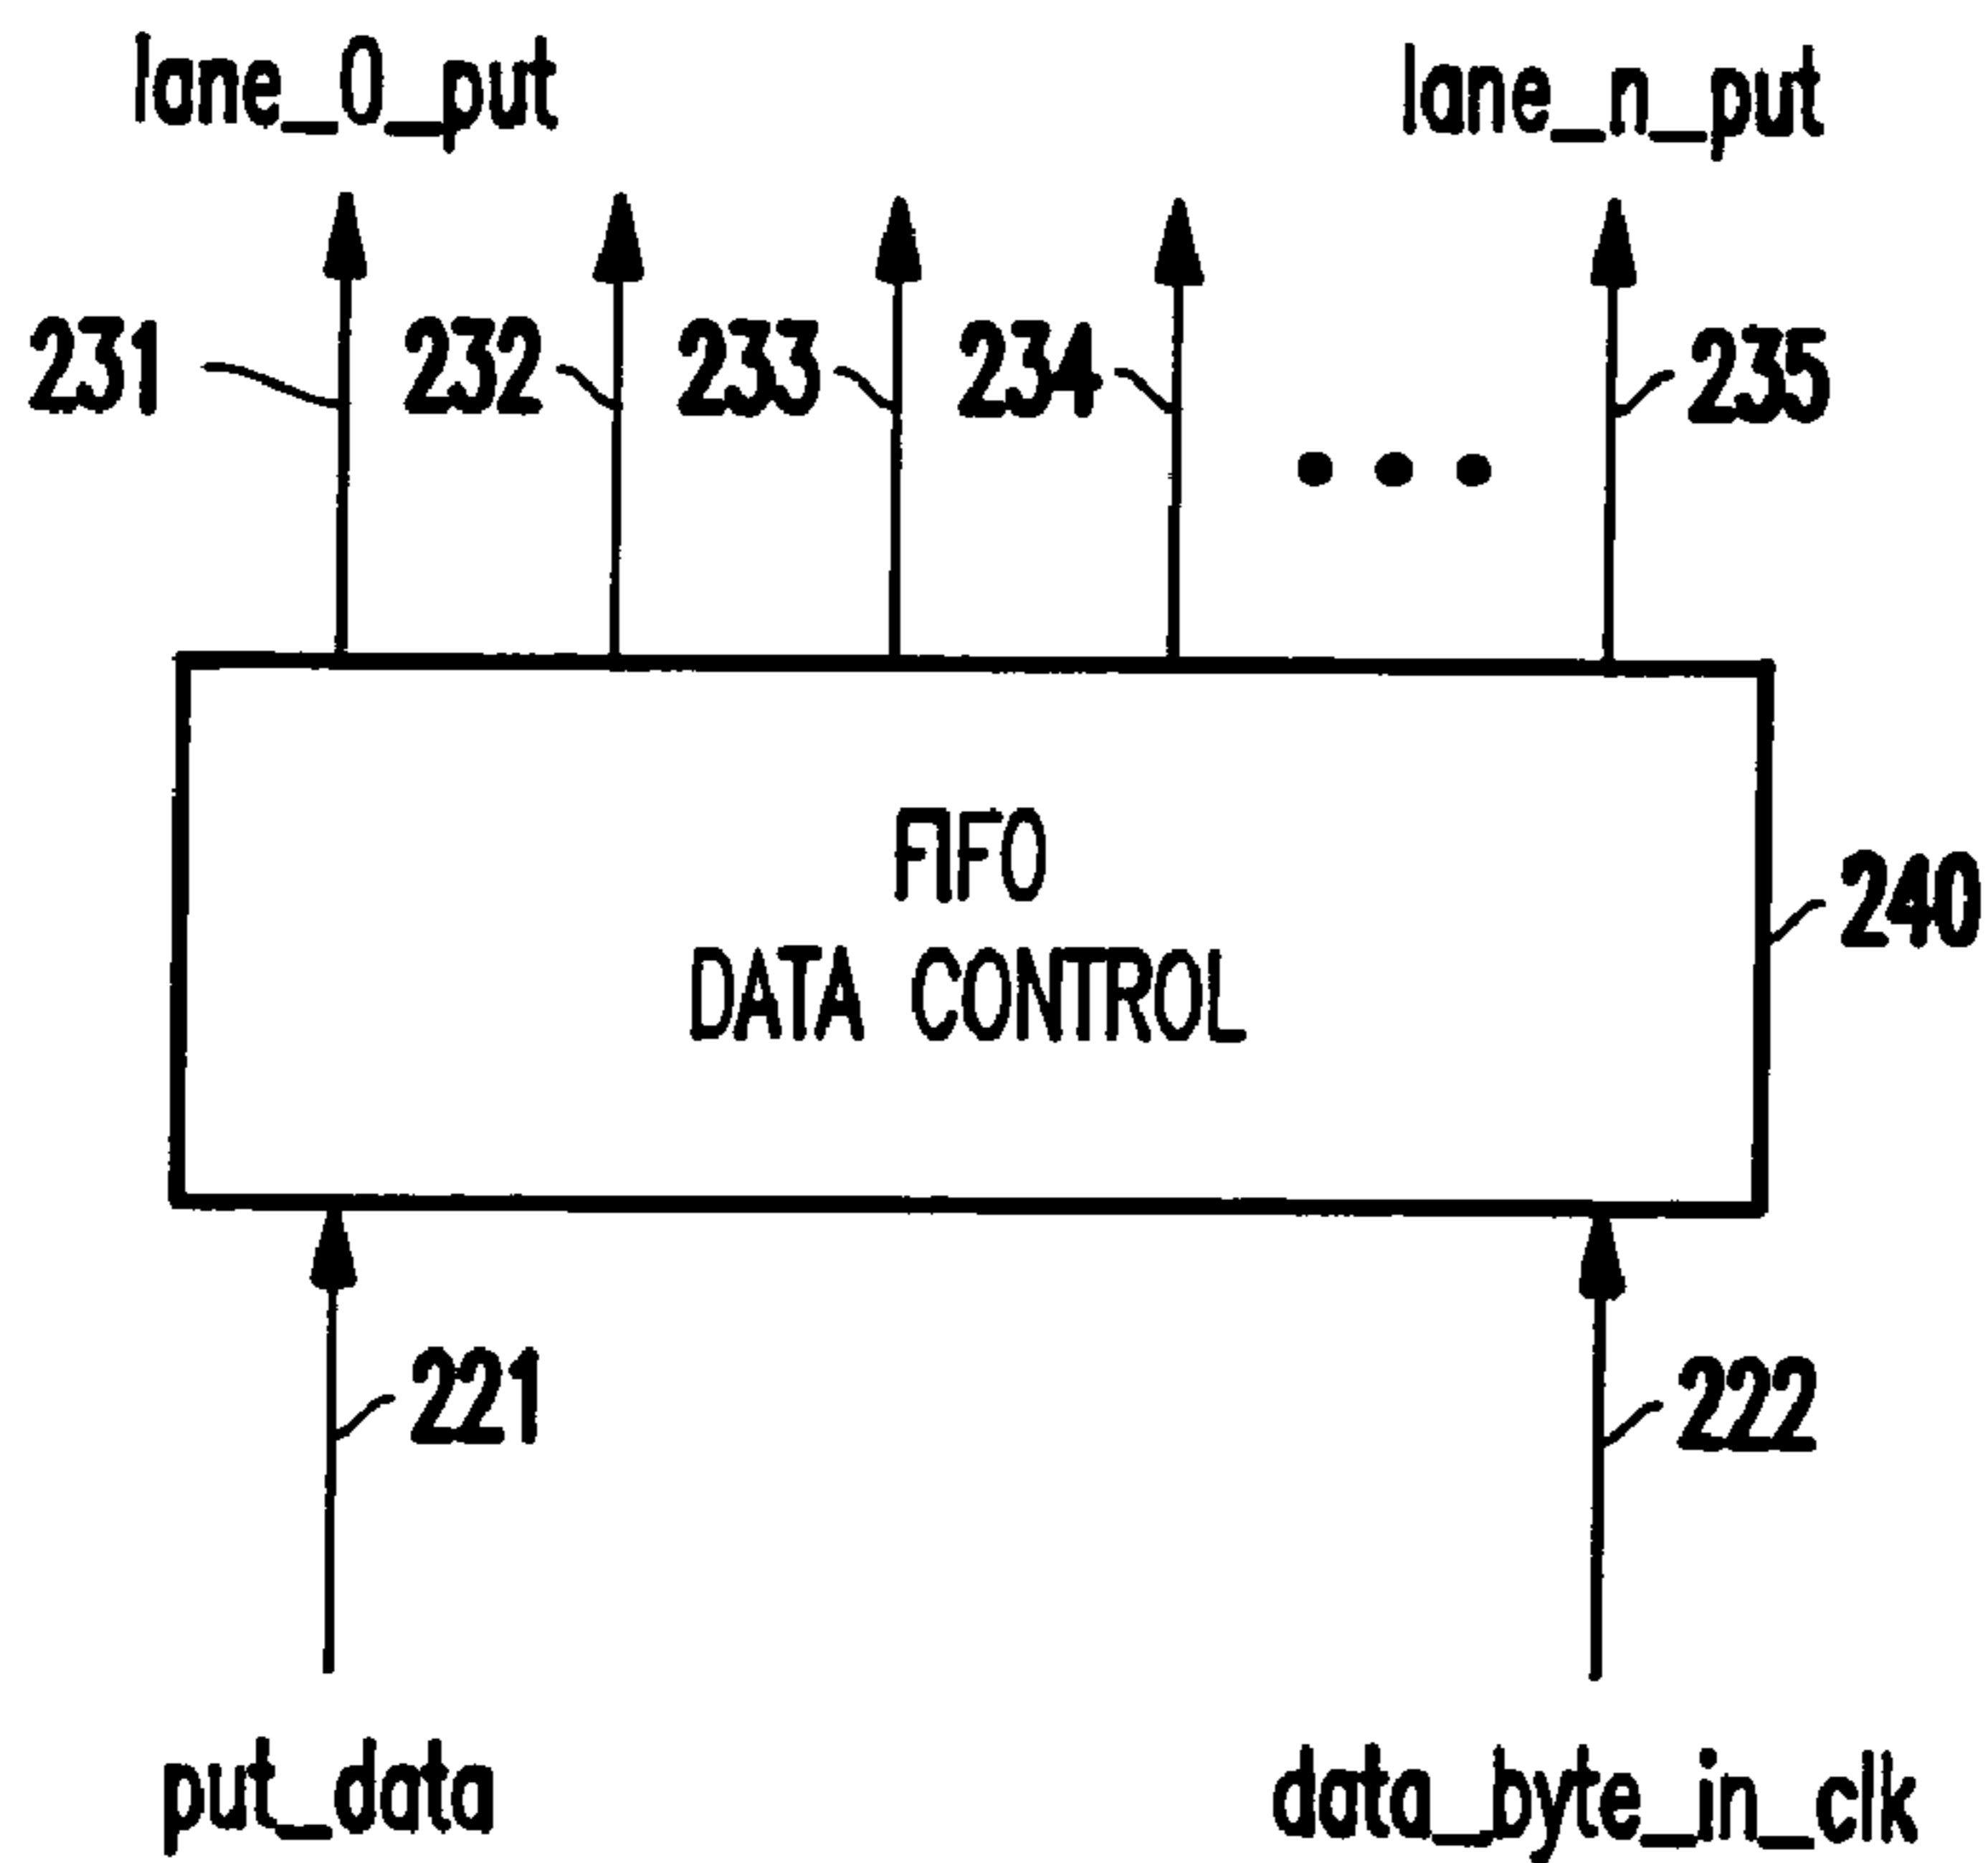 lane_0_put lane_n_put
231 232 233 234 235
FIFO
DATA CONTROL
240
221 222
put_data data_byte_in_clk